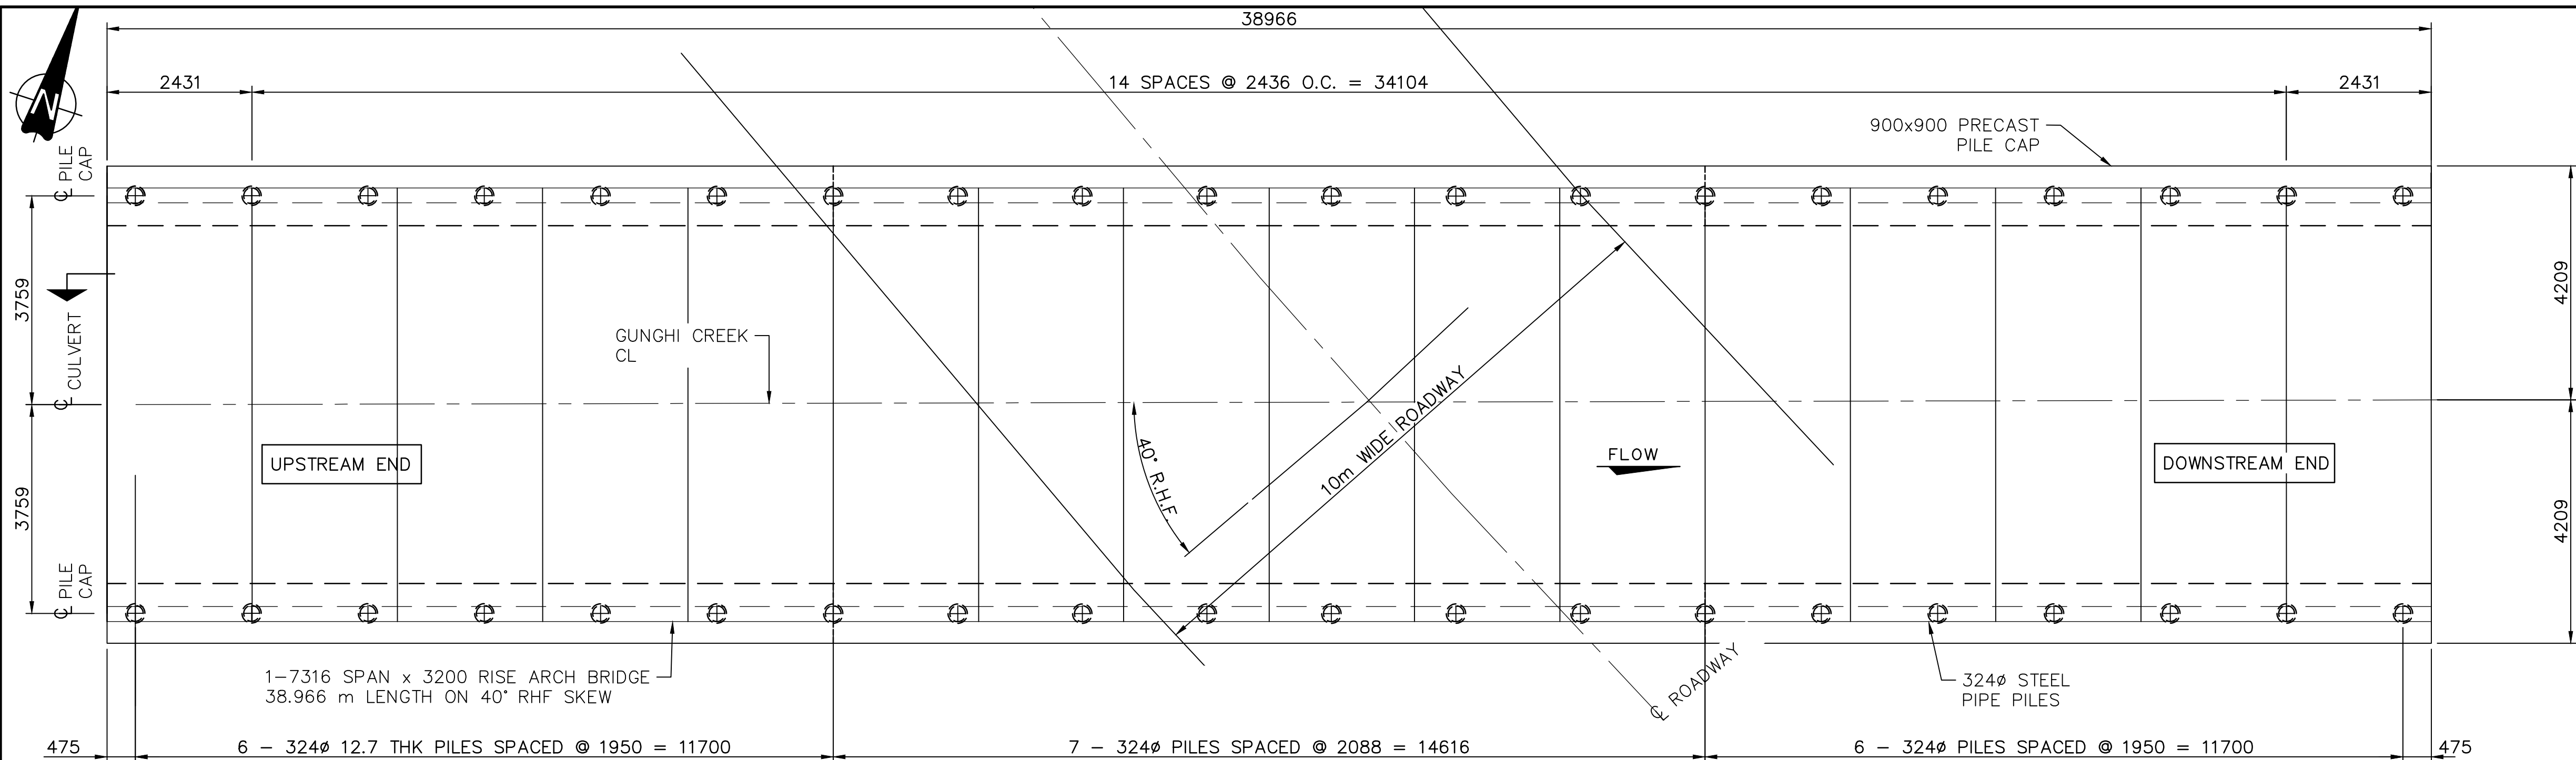 38966
2431
14 SPACES @ 2436 O.C. = 34104
2431
N
900x900 PRECAST
PILE CAP
℄ PILE
CAP
3759
℄ CULVERT
3759
℄ PILE
CAP
4209
4209
GUNGHI CREEK
CL
UPSTREAM END
40° R.H.F.
10m WIDE ROADWAY
FLOW
DOWNSTREAM END
1-7316 SPAN x 3200 RISE ARCH BRIDGE
38.966 m LENGTH ON 40° RHF SKEW
℄ ROADWAY
324ø STEEL
PIPE PILES
475
6 - 324ø 12.7 THK PILES SPACED @ 1950 = 11700
7 - 324ø PILES SPACED @ 2088 = 14616
6 - 324ø PILES SPACED @ 1950 = 11700
475